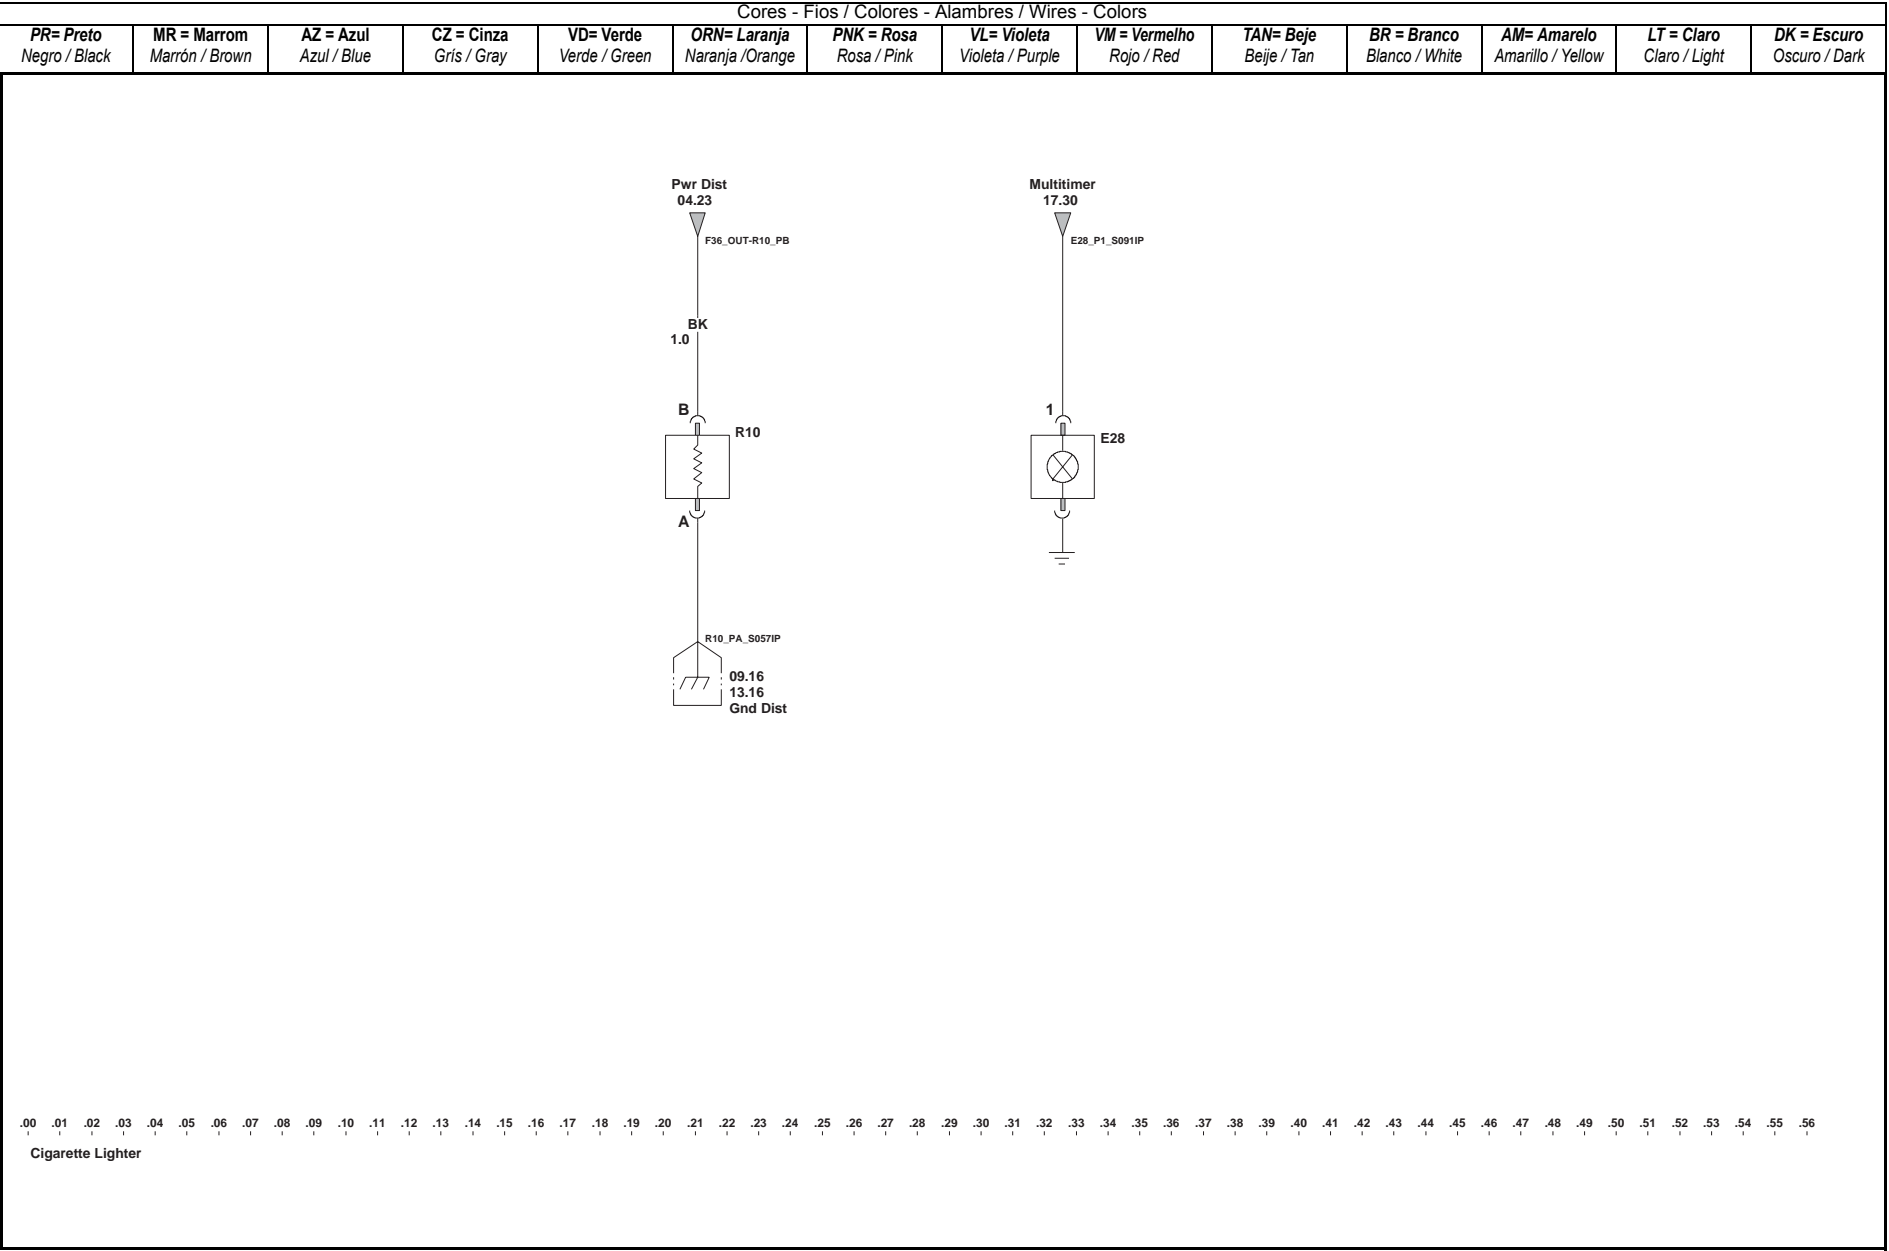 Cores - Fios / Colores - Alambres / Wires - Colors
PR= Preto MR = Marrom AZ = Azul CZ = Cinza VD= Verde ORN= Laranja PNK = Rosa VL= Violeta VM = Vermelho TAN= Beje BR = Branco AM= Amarelo LT = Claro DK = Escuro
Negro / Black Marrón / Brown Azul / Blue Grís / Gray Verde / Green Naranja /Orange Rosa / Pink Violeta / Purple Rojo / Red Beije / Tan Blanco / White Amarillo / Yellow Claro / Light Oscuro / Dark
Pwr Dist
04.23
F36_OUT-R10_PB
BK
1.0
B
R10
A
R10_PA_S057IP
09.16
13.16
Gnd Dist
Multitimer
17.30
E28_P1_S091IP
1
E28
.00 .01 .02 .03 .04 .05 .06 .07 .08 .09 .10 .11 .12 .13 .14 .15 .16 .17 .18 .19 .20 .21 .22 .23 .24 .25 .26 .27 .28 .29 .30 .31 .32 .33 .34 .35 .36 .37 .38 .39 .40 .41 .42 .43 .44 .45 .46 .47 .48 .49 .50 .51 .52 .53 .54 .55 .56
Cigarette Lighter